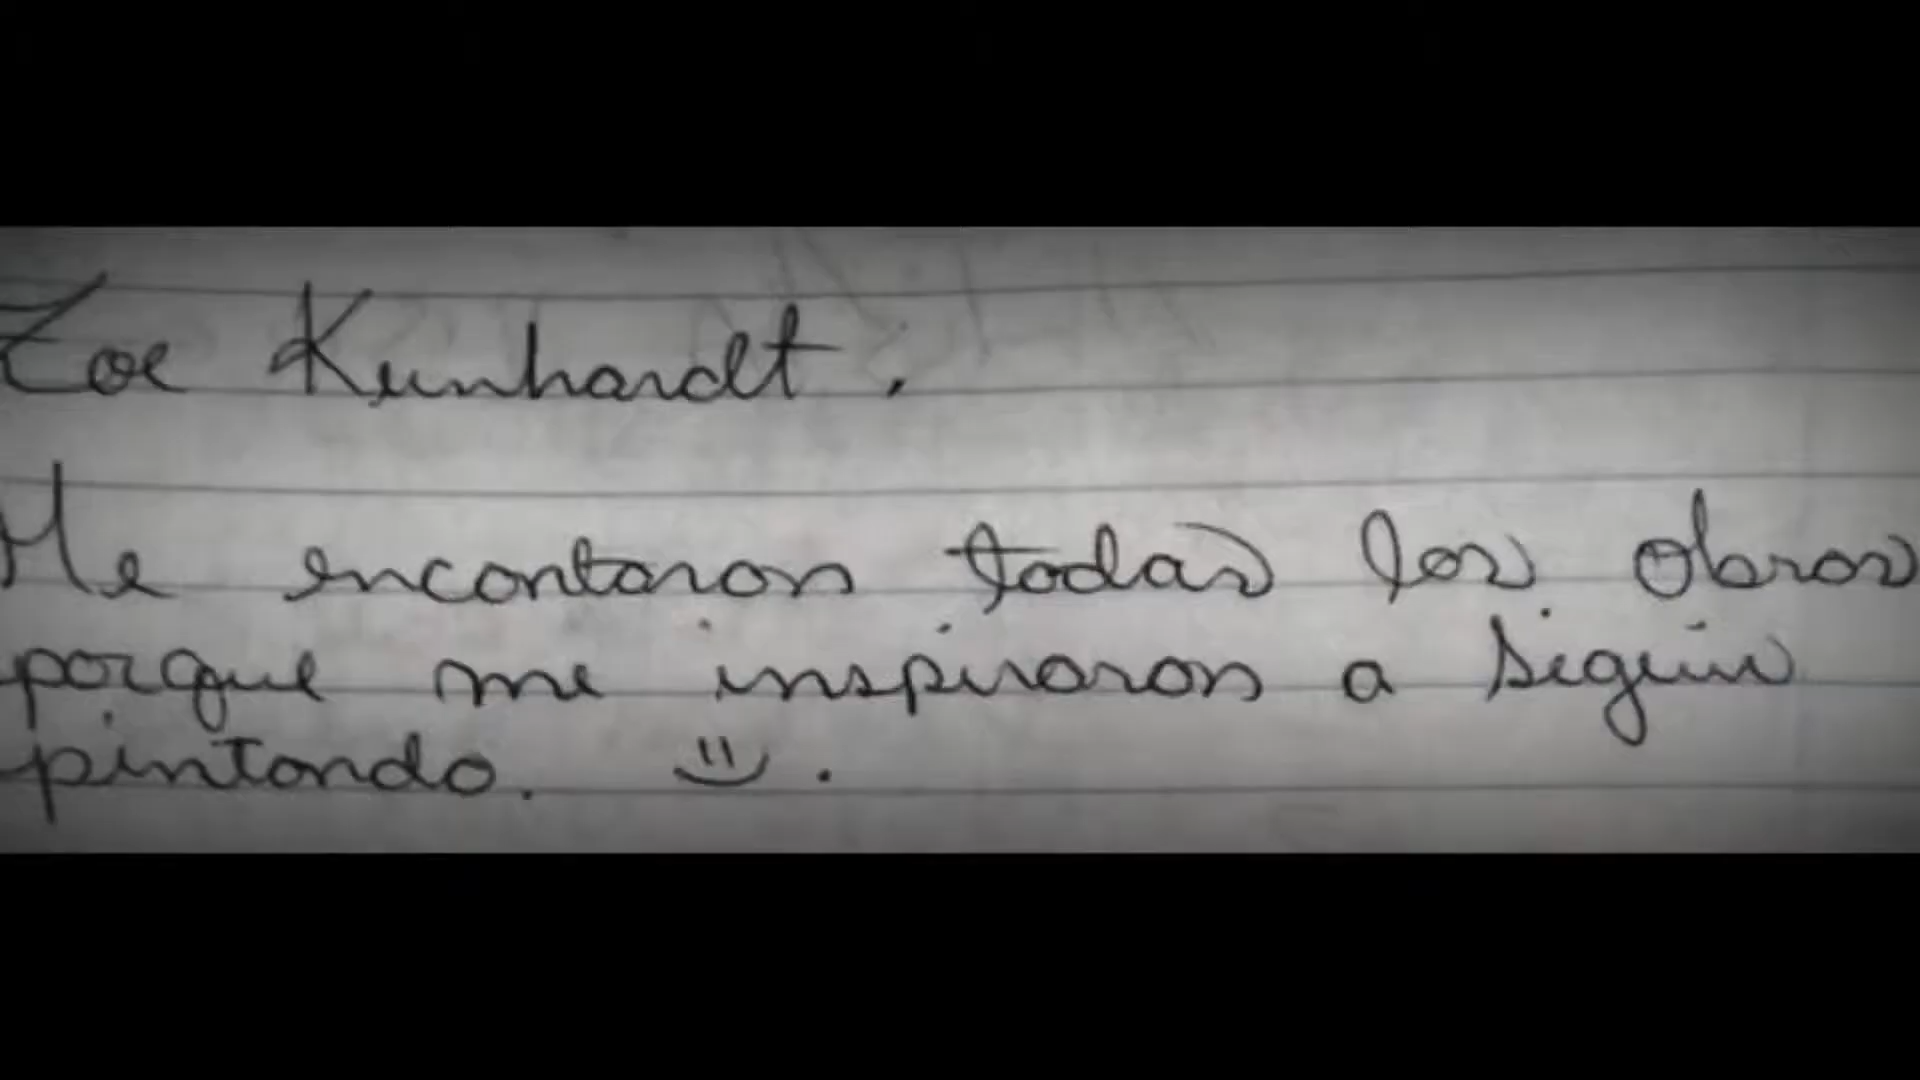 Zoe Kunhardt.
Me encontaron todas las obras
porque me inspiraron a seguir
pintando. =) .